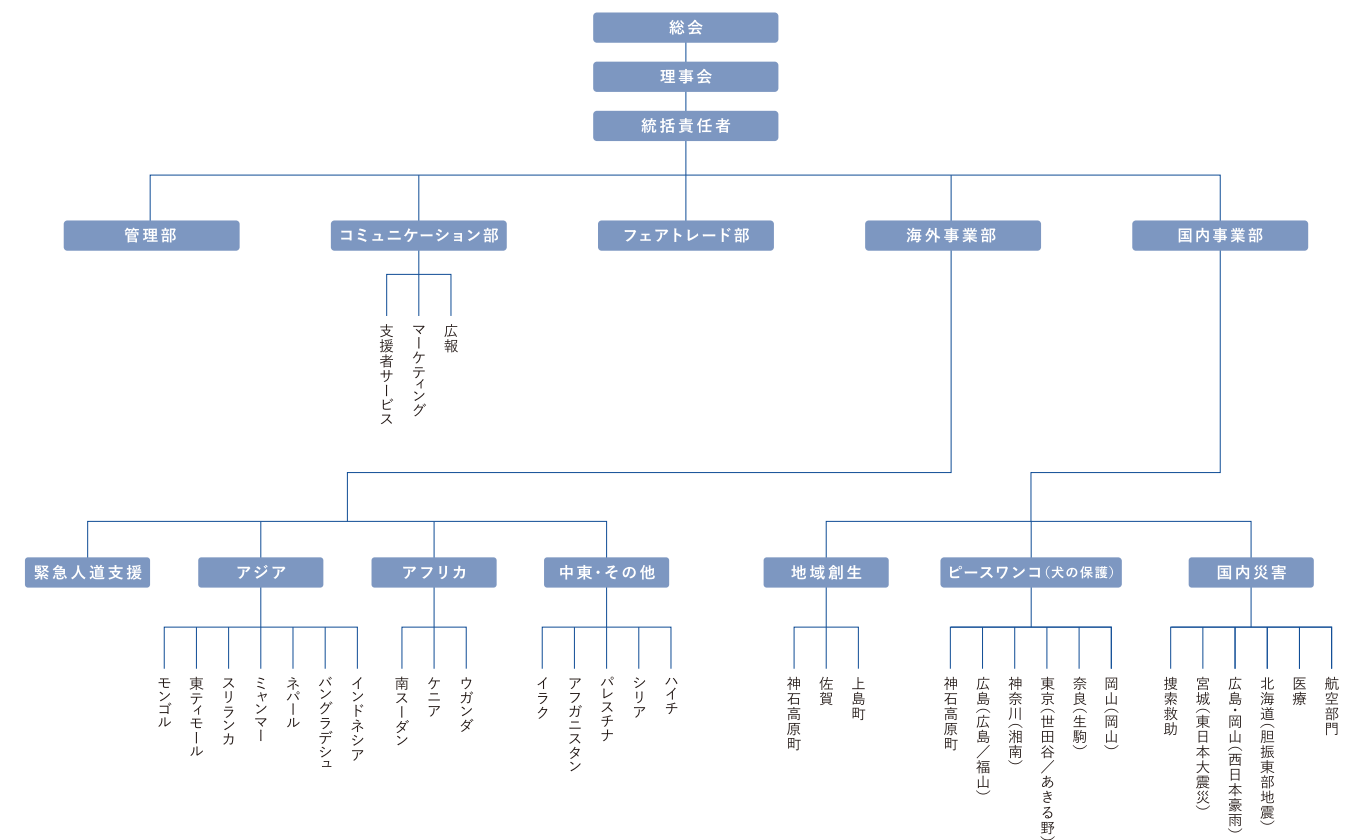 総会
理事会
統括責任者
管理部
コミュニケーション部
フェアトレード部
海外事業部
国内事業部
支援者サービス
マーケティング
広報
緊急人道支援
アジア
アフリカ
中東・その他
地域創生
ピースワンコ（犬の保護）
国内災害
モンゴル
東ティモール
スリランカ
ミャンマー
ネパール
バングラデシュ
インドネシア
南スーダン
ケニア
ウガンダ
イラク
アフガニスタン
パレスチナ
シリア
ハイチ
神石高原町
佐賀
上島町
神石高原町
広島（広島／福山）
神奈川（湘南）
東京（世田谷／あきる野）
奈良（生駒）
岡山（岡山）
捜索救助
宮城（東日本大震災）
広島・岡山（西日本豪雨）
北海道（胆振東部地震）
医療
航空部門